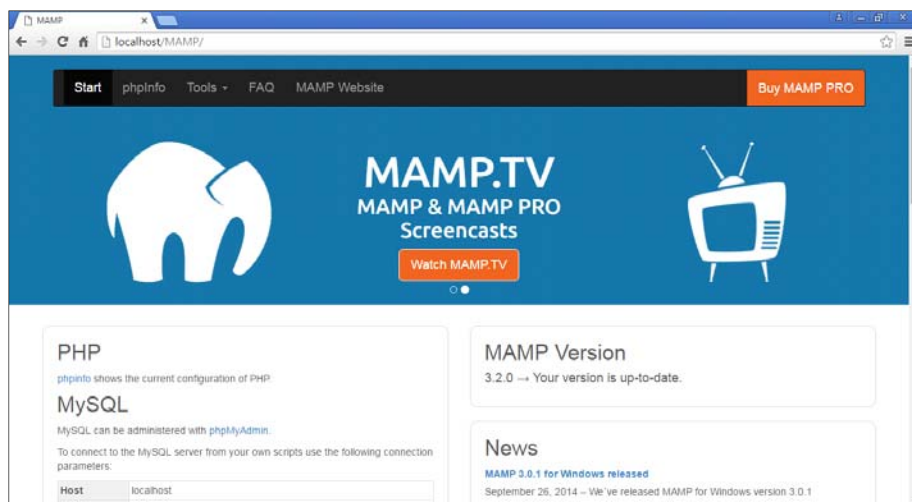 MAMP
localhost/MAMP/
Start phpInfo Tools FAQ MAMP Website Buy MAMP PRO
MAMP.TV
MAMP & MAMP PRO
Screencasts
Watch MAMP.TV
PHP
phpinfo shows the current configuration of PHP
MySQL
MySQL can be administered with phpMyAdmin.
To connect to the MySQL server from your own scripts use the following connection
parameters:
Host localhost
MAMP Version
3.2.0 → Your version is up-to-date.
News
MAMP 3.0.1 for Windows released
September 26, 2014 – We've released MAMP for Windows version 3.0.1